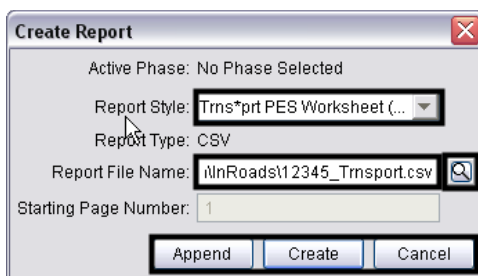 Create Report
Active Phase: No Phase Selected
Report Style: Trns*prt PES Worksheet (...
Report Type: CSV
Report File Name: \InRoads\12345_Trnsport.csv
Starting Page Number: 1
Append Create Cancel